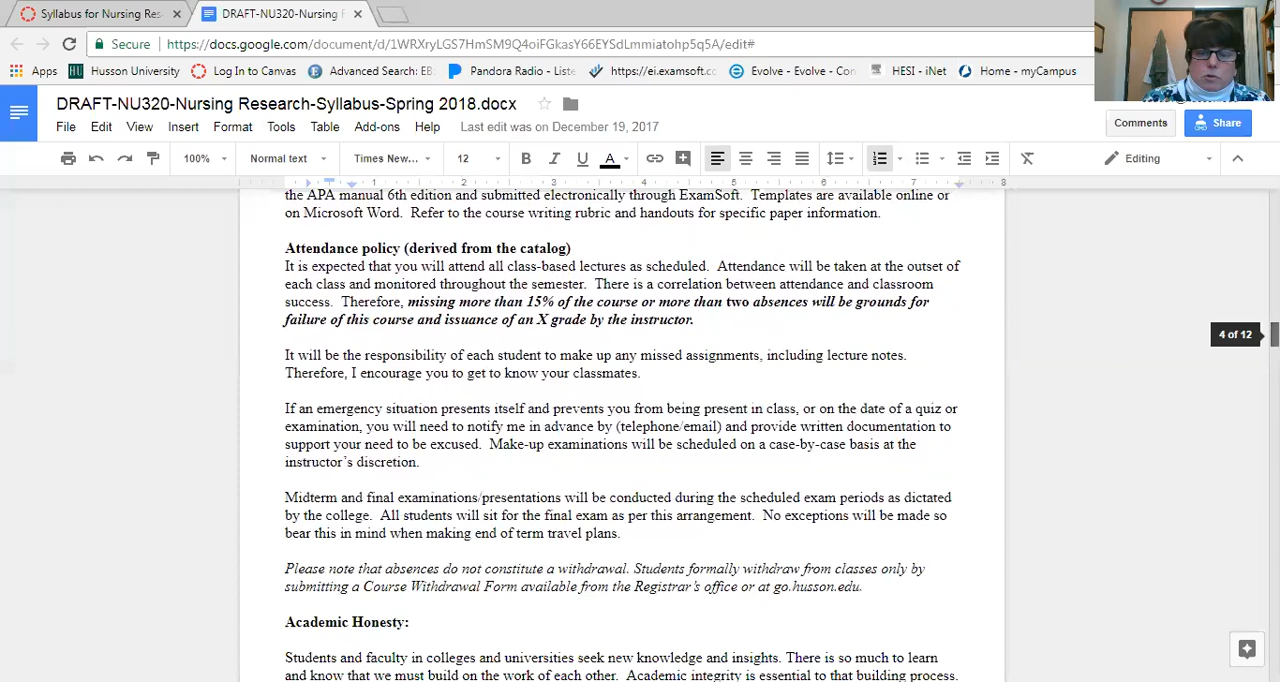 Syllabus for Nursing Res
DRAFT-NU320-Nursing F
Secure
https://docs.google.com/document/d/1WRXryLGS7HmSM9Q4oiFGkasY66EYSdLmmiatohp5q5A/edit#
Apps
Husson University
Log In to Canvas
Advanced Search: EB
Pandora Radio - Liste
https://ei.examsoft.co
Evolve - Evolve - Con
HESI - iNet
Home - myCampus
DRAFT-NU320-Nursing Research-Syllabus-Spring 2018.docx
Comments
Share
File Edit View Insert Format Tools Table Add-ons Help Last edit was on December 19, 2017
100% Normal text Times New... 12 B I U A Editing
1 2 3 4 5 6 7 8
the APA manual 6th edition and submitted electronically through ExamSoft. Templates are available online or
on Microsoft Word. Refer to the course writing rubric and handouts for specific paper information.
Attendance policy (derived from the catalog)
It is expected that you will attend all class-based lectures as scheduled. Attendance will be taken at the outset of
each class and monitored throughout the semester. There is a correlation between attendance and classroom
success. Therefore, missing more than 15% of the course or more than two absences will be grounds for
failure of this course and issuance of an X grade by the instructor.
4 of 12
It will be the responsibility of each student to make up any missed assignments, including lecture notes.
Therefore, I encourage you to get to know your classmates.
If an emergency situation presents itself and prevents you from being present in class, or on the date of a quiz or
examination, you will need to notify me in advance by (telephone/email) and provide written documentation to
support your need to be excused. Make-up examinations will be scheduled on a case-by-case basis at the
instructor's discretion.
Midterm and final examinations/presentations will be conducted during the scheduled exam periods as dictated
by the college. All students will sit for the final exam as per this arrangement. No exceptions will be made so
bear this in mind when making end of term travel plans.
Please note that absences do not constitute a withdrawal. Students formally withdraw from classes only by
submitting a Course Withdrawal Form available from the Registrar's office or at go.husson.edu.
Academic Honesty:
Students and faculty in colleges and universities seek new knowledge and insights. There is so much to learn
and know that we must build on the work of each other. Academic integrity is essential to that building process.